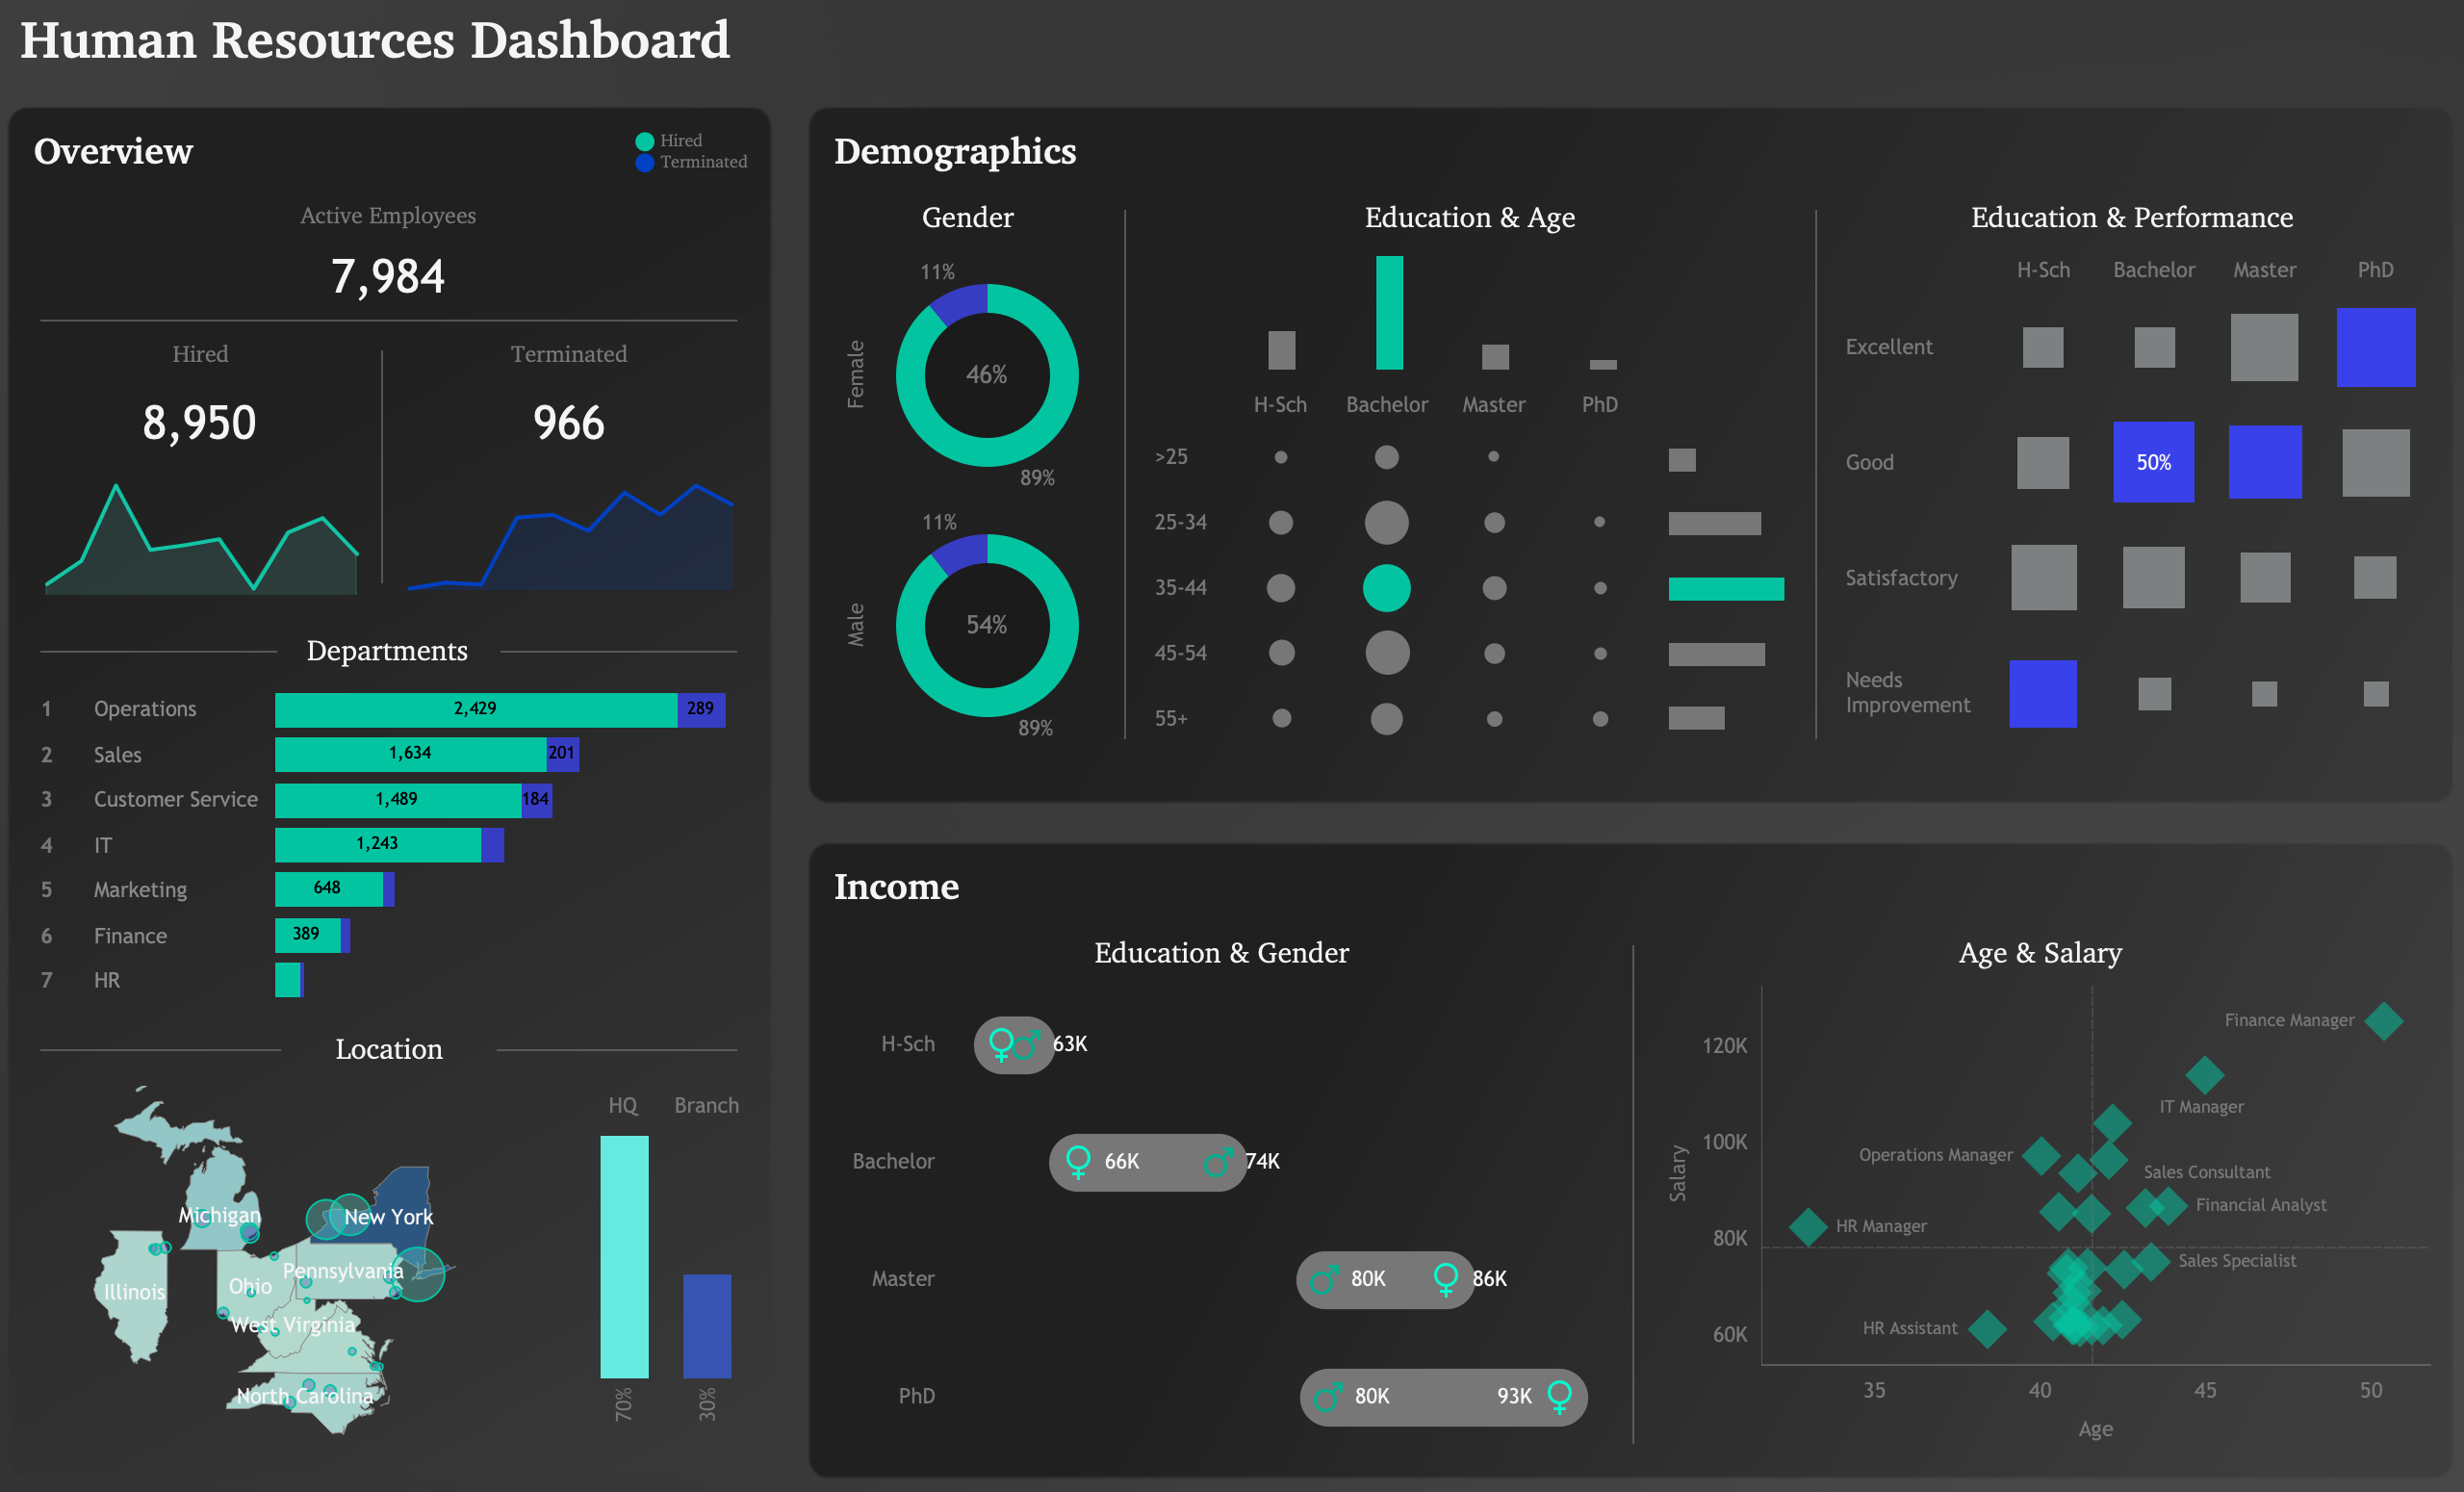 Human Resources Dashboard
Overview
Hired
Terminated
Active Employees
7,984
Hired
8,950
Terminated
966
Departments
1 Operations 2,429 289
2 Sales 1,634 201
3 Customer Service 1,489 184
4 IT 1,243
5 Marketing 648
6 Finance 389
7 HR
Location
Michigan
New York
Illinois
Ohio
Pennsylvania
West Virginia
North Carolina
HQ Branch
70% 30%
Demographics
Gender
Female
11%
46%
89%
Male
11%
54%
89%
Education & Age
H-Sch Bachelor Master PhD
>25
25-34
35-44
45-54
55+
Education & Performance
H-Sch Bachelor Master PhD
Excellent
Good 50%
Satisfactory
Needs
Improvement
Income
Education & Gender
H-Sch 63K
Bachelor 66K 74K
Master 80K 86K
PhD 80K 93K
Age & Salary
Salary
120K
100K
80K
60K
Finance Manager
IT Manager
Operations Manager
Sales Consultant
Financial Analyst
HR Manager
Sales Specialist
HR Assistant
35 40 45 50
Age